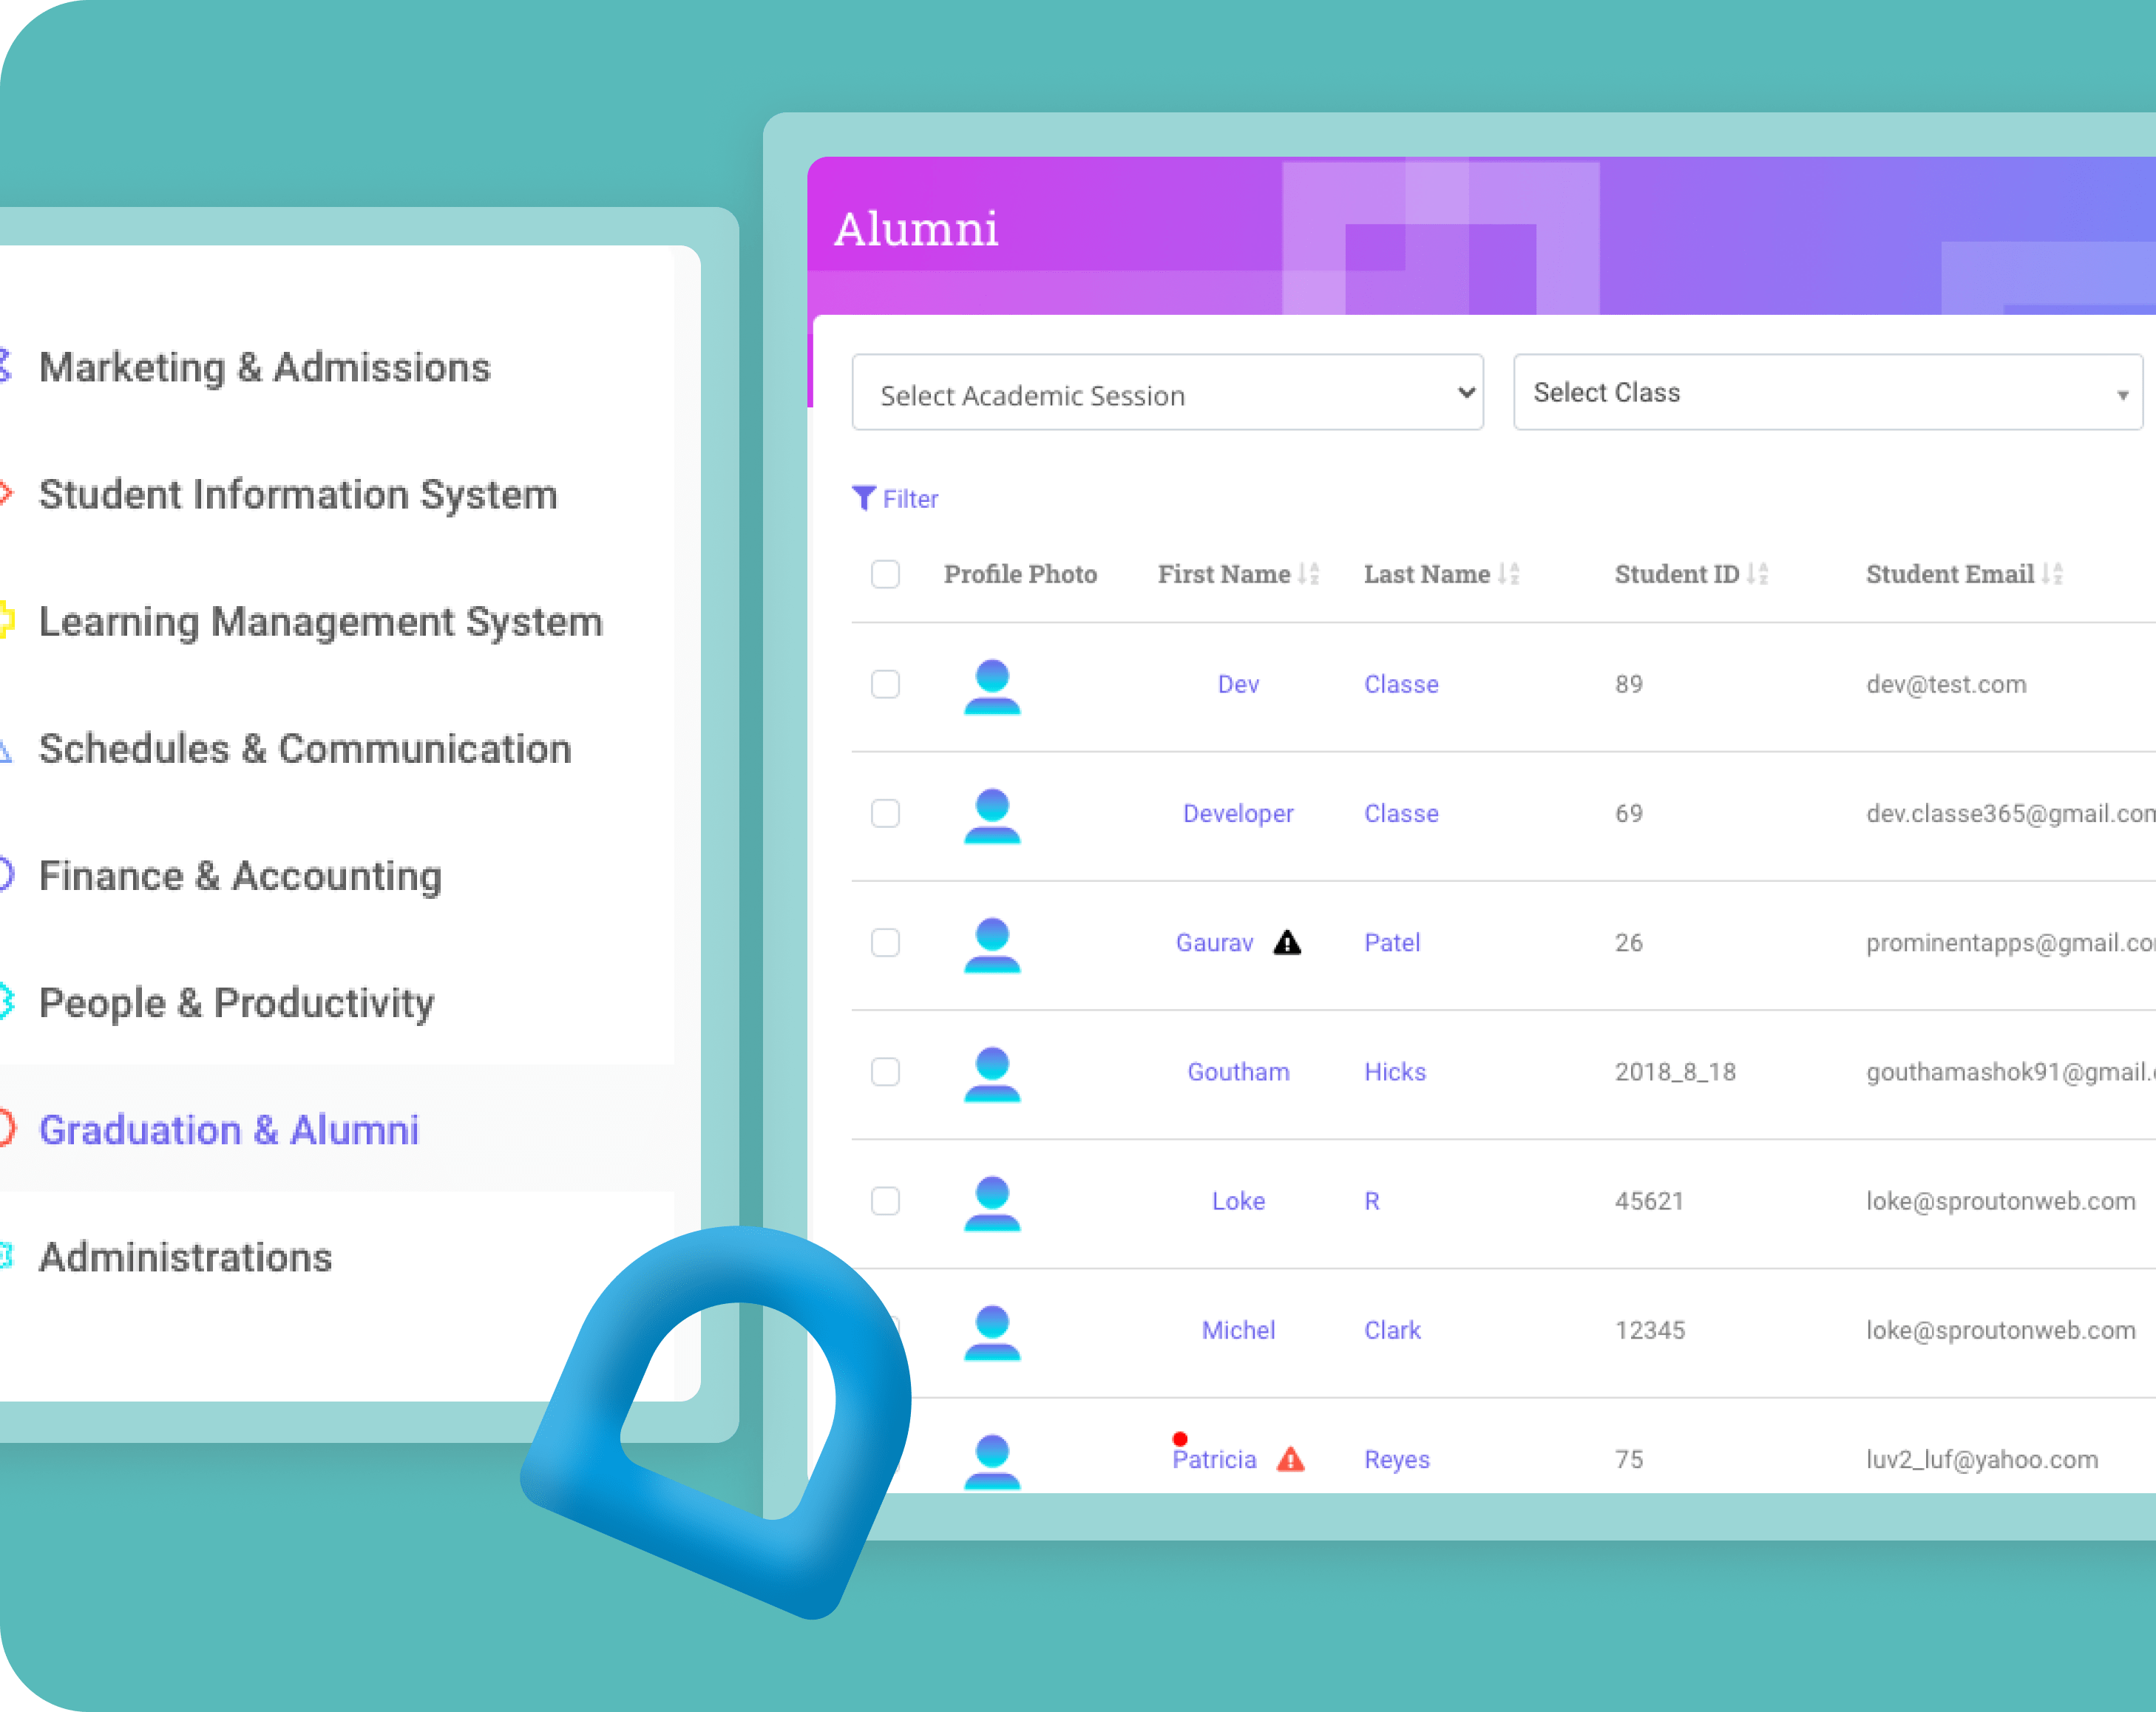 Marketing & Admissions
Student Information System
Learning Management System
Schedules & Communication
Finance & Accounting
People & Productivity
Graduation & Alumni
Administrations
Alumni
Select Academic Session
Select Class
Filter
Profile Photo First Name Last Name Student ID Student Email
Dev Classe 89 dev@test.com
Developer Classe 69 dev.classe365@gmail.com
Gaurav Patel 26 prominentapps@gmail.co
Goutham Hicks 2018_8_18 gouthamashok91@gmail.
Loke R 45621 loke@sproutonweb.com
Michel Clark 12345 loke@sproutonweb.com
Patricia Reyes 75 luv2_luf@yahoo.com